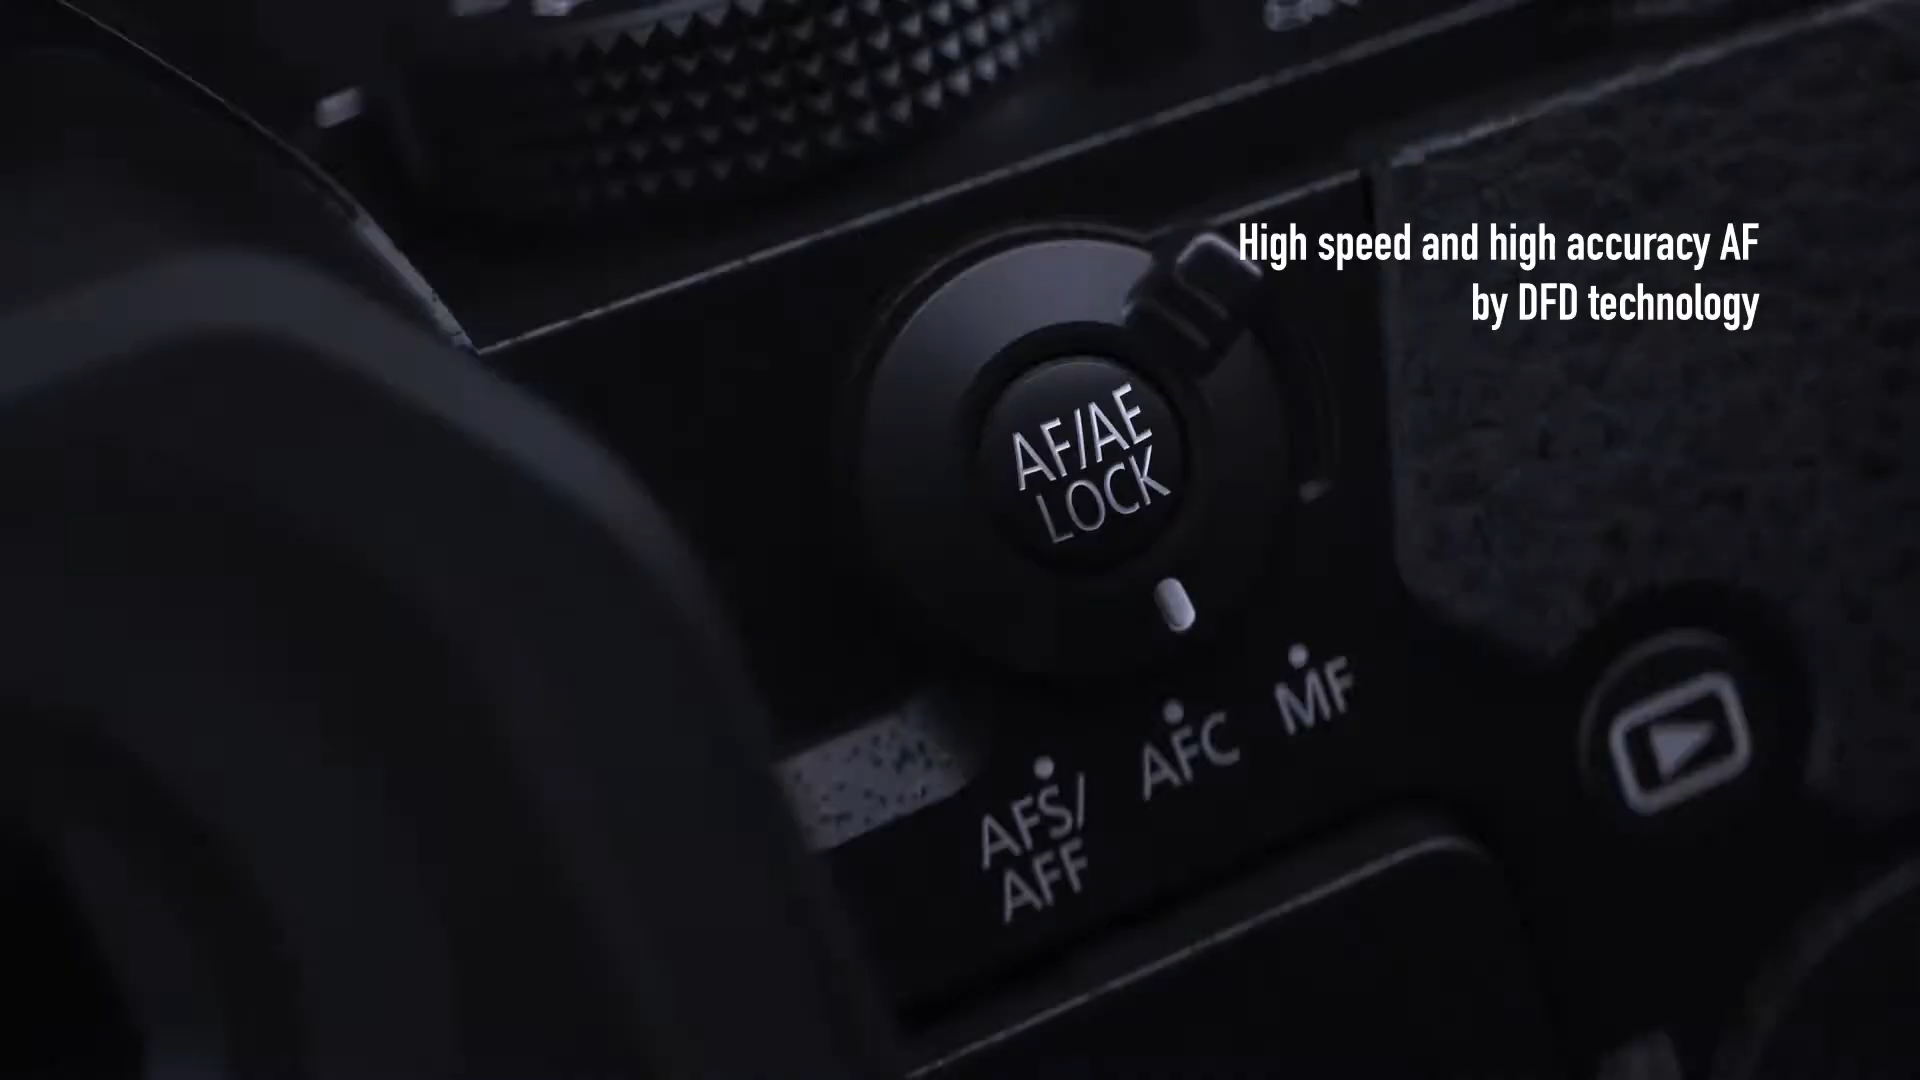 High speed and high accuracy AF
by DFD technology
AF/AE
LOCK
MF
AFC
AFS/
AFF